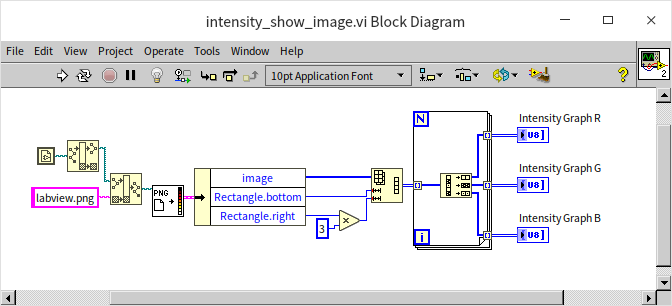 intensity_show_image.vi Block Diagram
File Edit View Project Operate Tools Window Help
10pt Application Font
?
2
N
Intensity Graph R
U8]
image
Rectangle.bottom
Rectangle.right
labview.png
PNG
3
x
Intensity Graph G
U8]
i
Intensity Graph B
U8]